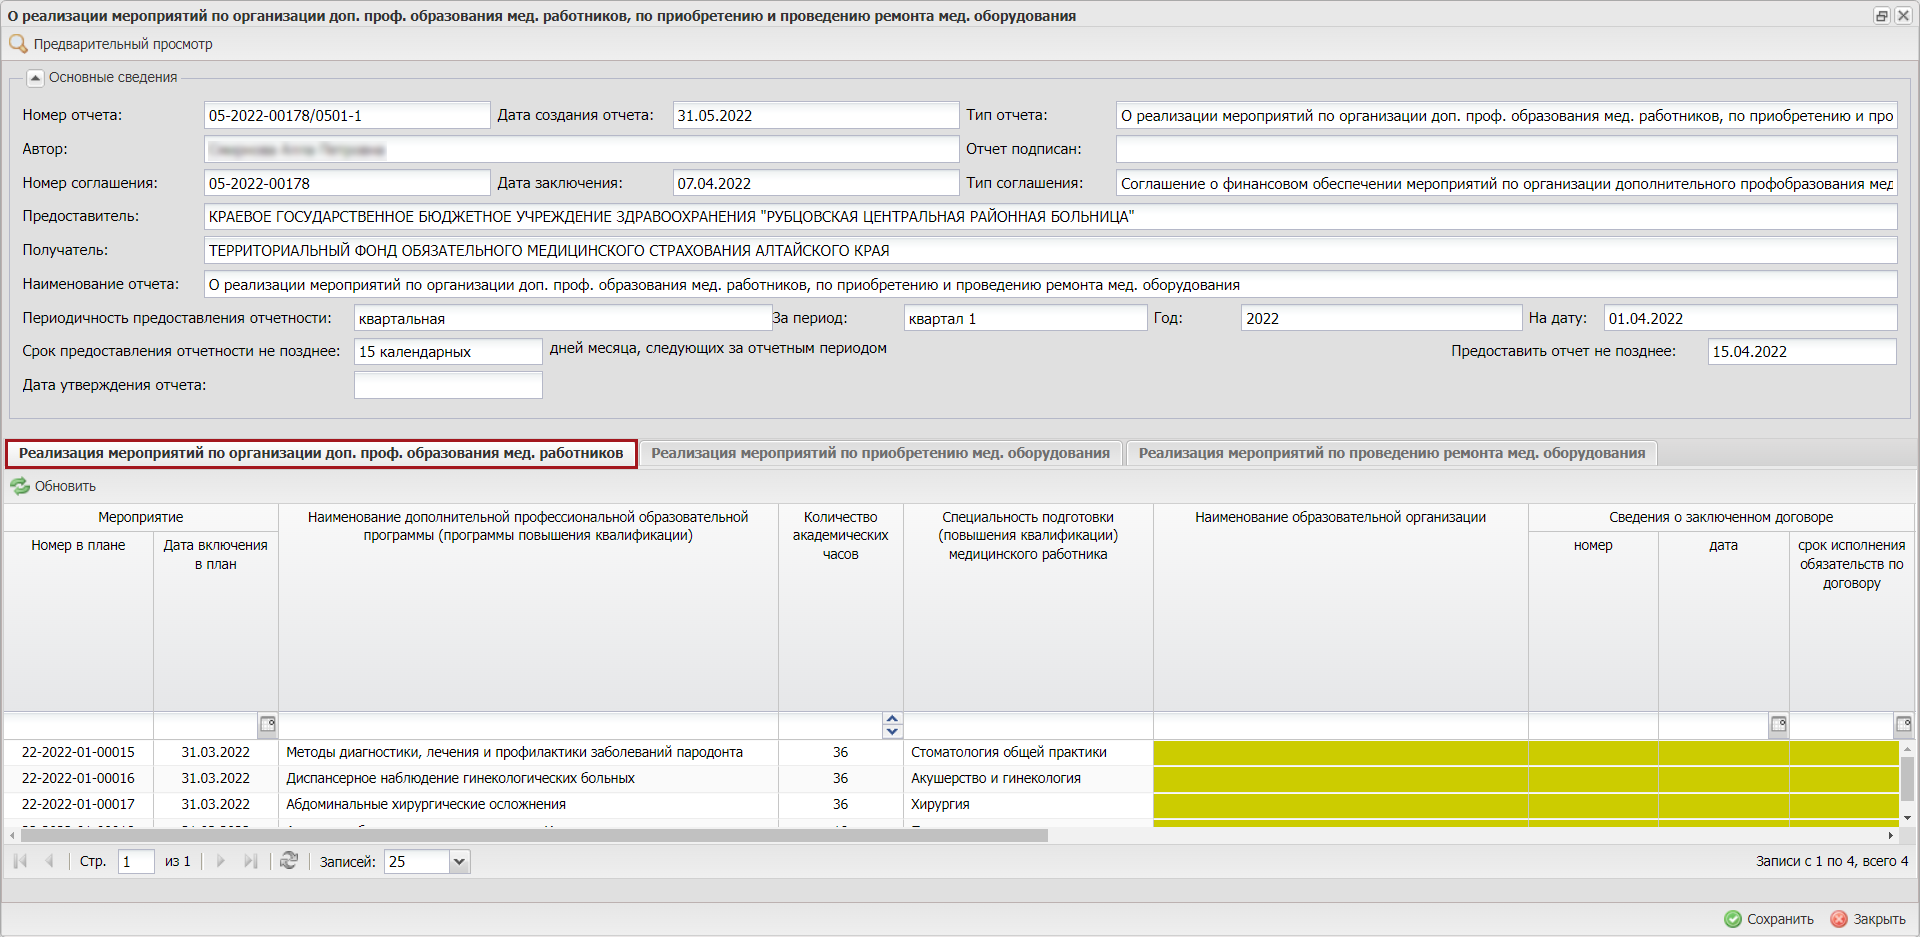 О реализации мероприятий по организации доп. проф. образования мед. работников, по приобретению и проведению ремонта мед. оборудования
Предварительный просмотр
Основные сведения
Номер отчета: 05-2022-00178/0501-1 Дата создания отчета: 31.05.2022 Тип отчета: О реализации мероприятий по организации доп. проф. образования мед. работников, по приобретению и про
Автор: Отчет подписан:
Номер соглашения: 05-2022-00178 Дата заключения: 07.04.2022 Тип соглашения: Соглашение о финансовом обеспечении мероприятий по организации дополнительного профобразования мед
Предоставитель: КРАЕВОЕ ГОСУДАРСТВЕННОЕ БЮДЖЕТНОЕ УЧРЕЖДЕНИЕ ЗДРАВООХРАНЕНИЯ "РУБЦОВСКАЯ ЦЕНТРАЛЬНАЯ РАЙОННАЯ БОЛЬНИЦА"
Получатель: ТЕРРИТОРИАЛЬНЫЙ ФОНД ОБЯЗАТЕЛЬНОГО МЕДИЦИНСКОГО СТРАХОВАНИЯ АЛТАЙСКОГО КРАЯ
Наименование отчета: О реализации мероприятий по организации доп. проф. образования мед. работников, по приобретению и проведению ремонта мед. оборудования
Периодичность предоставления отчетности: квартальная За период: квартал 1 Год: 2022 На дату: 01.04.2022
Срок предоставления отчетности не позднее: 15 календарных дней месяца, следующих за отчетным периодом Предоставить отчет не позднее: 15.04.2022
Дата утверждения отчета:
Реализация мероприятий по организации доп. проф. образования мед. работников Реализация мероприятий по приобретению мед. оборудования Реализация мероприятий по проведению ремонта мед. оборудования
Обновить
Мероприятие
Номер в плане
Дата включения
в план
Наименование дополнительной профессиональной образовательной
программы (программы повышения квалификации)
Количество
академических
часов
Специальность подготовки
(повышения квалификации)
медицинского работника
Наименование образовательной организации
Сведения о заключенном договоре
номер
дата
срок исполнения
обязательств по
договору
22-2022-01-00015 31.03.2022 Методы диагностики, лечения и профилактики заболеваний пародонта 36 Стоматология общей практики
22-2022-01-00016 31.03.2022 Диспансерное наблюдение гинекологических больных 36 Акушерство и гинекология
22-2022-01-00017 31.03.2022 Абдоминальные хирургические осложнения 36 Хирургия
Стр. 1 из 1 Записей: 25 Записи с 1 по 4, всего 4
Сохранить Закрыть